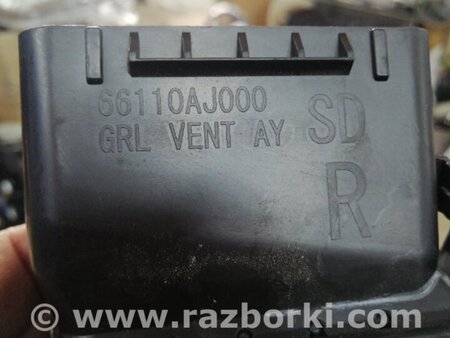 66110AJ000
GRL VENT AY SD
R
© www.razborki.com